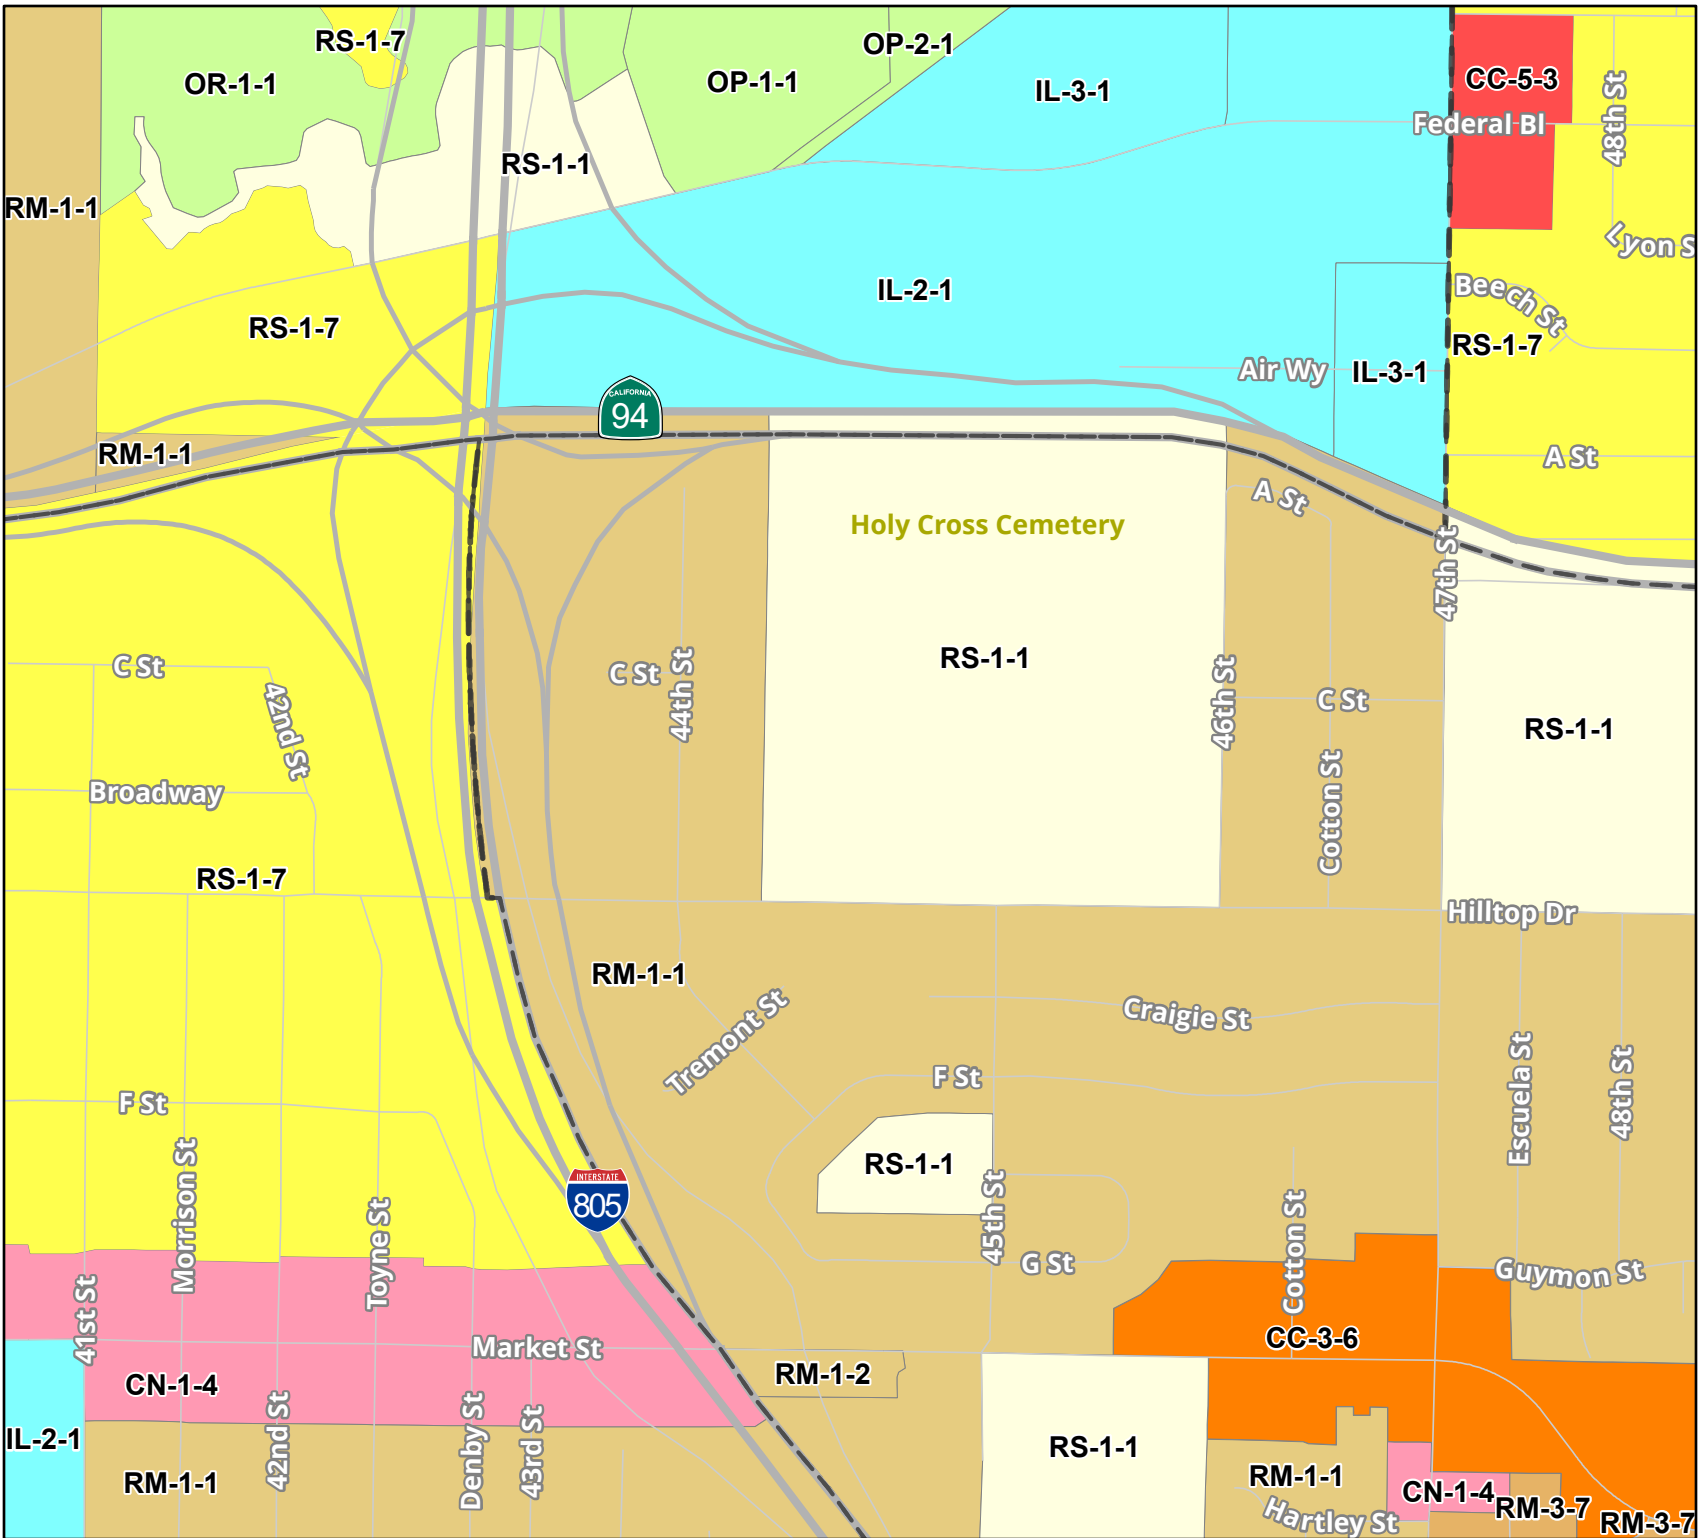 RS-1-7
OP-2-1
OR-1-1
OP-1-1
IL-3-1
CC-5-3
48th St
Federal Bl
RS-1-1
RM-1-1
Lyon S
IL-2-1
Beech St
RS-1-7
RS-1-7
Air Wy
IL-3-1
CALIFORNIA
94
RM-1-1
A St
A St
Holy Cross Cemetery
47th St
RS-1-1
C St
C St
44th St
46th St
C St
42nd St
RS-1-1
Broadway
Cotton St
RS-1-7
Hilltop Dr
RM-1-1
Craigie St
Tremont St
F St
Escuela St
48th St
F St
RS-1-1
Morrison St
INTERSTATE
805
45th St
Toyne St
Cotton St
G St
Guymon St
41st St
CC-3-6
Market St
CN-1-4
RM-1-2
42nd St
Denby St
43rd St
IL-2-1
RS-1-1
RM-1-1
RM-1-1
CN-1-4
RM-3-7
Hartley St
RM-3-7